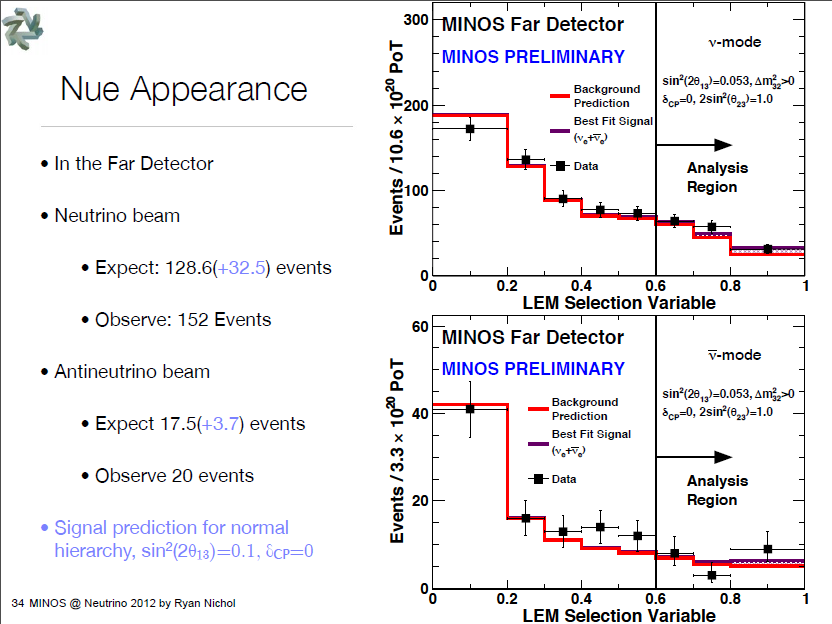 Nue Appearance
• In the Far Detector
• Neutrino beam
• Expect: 128.6(+32.5) events
• Observe: 152 Events
• Antineutrino beam
• Expect 17.5(+3.7) events
• Observe 20 events
• Signal prediction for normal
hierarchy, sin²(2θ₁₃)=0.1, δCP=0
34 MINOS @ Neutrino 2012 by Ryan Nichol
MINOS Far Detector
MINOS PRELIMINARY
ν-mode
sin²(2θ₁₃)=0.053, Δm²₃₂>0
δCP=0, 2sin²(θ₂₃)=1.0
Background
Prediction
Best Fit Signal
(νe+ν̅e)
Data
Analysis
Region
Events / 10.6 × 10²⁰ PoT
300
200
100
0
0 0.2 0.4 0.6 0.8 1
LEM Selection Variable
MINOS Far Detector
MINOS PRELIMINARY
ν̅-mode
sin²(2θ₁₃)=0.053, Δm²₃₂>0
δCP=0, 2sin²(θ₂₃)=1.0
Background
Prediction
Best Fit Signal
(νe+ν̅e)
Data
Analysis
Region
Events / 3.3 × 10²⁰ PoT
60
40
20
0
0 0.2 0.4 0.6 0.8 1
LEM Selection Variable